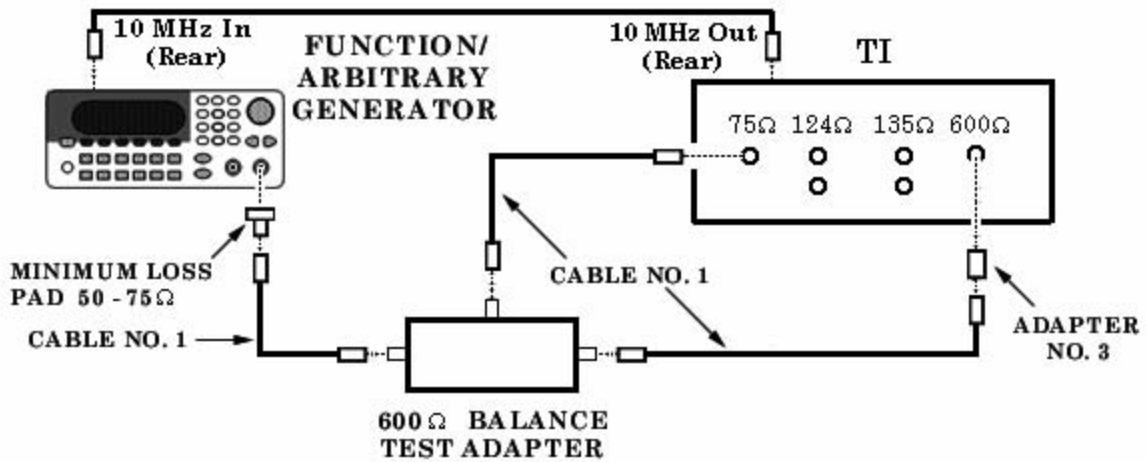 10 MHz In
(Rear)
FUNCTION/
ARBITRARY
GENERATOR
10 MHz Out
(Rear)
TI
75Ω 124Ω 135Ω 600Ω
MINIMUM LOSS
PAD 50 - 75Ω
CABLE NO. 1
CABLE NO. 1
ADAPTER
NO. 3
600 Ω BALANCE
TEST ADAPTER